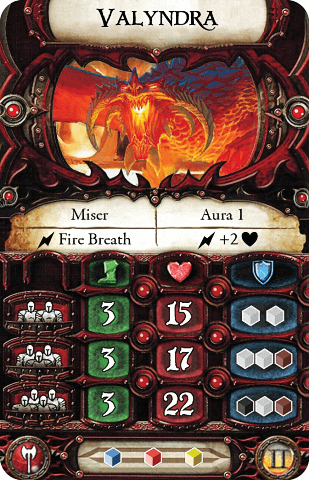 VALYNDRA
Miser Aura 1
Fire Breath +2
3 15
3 17
3 22
II